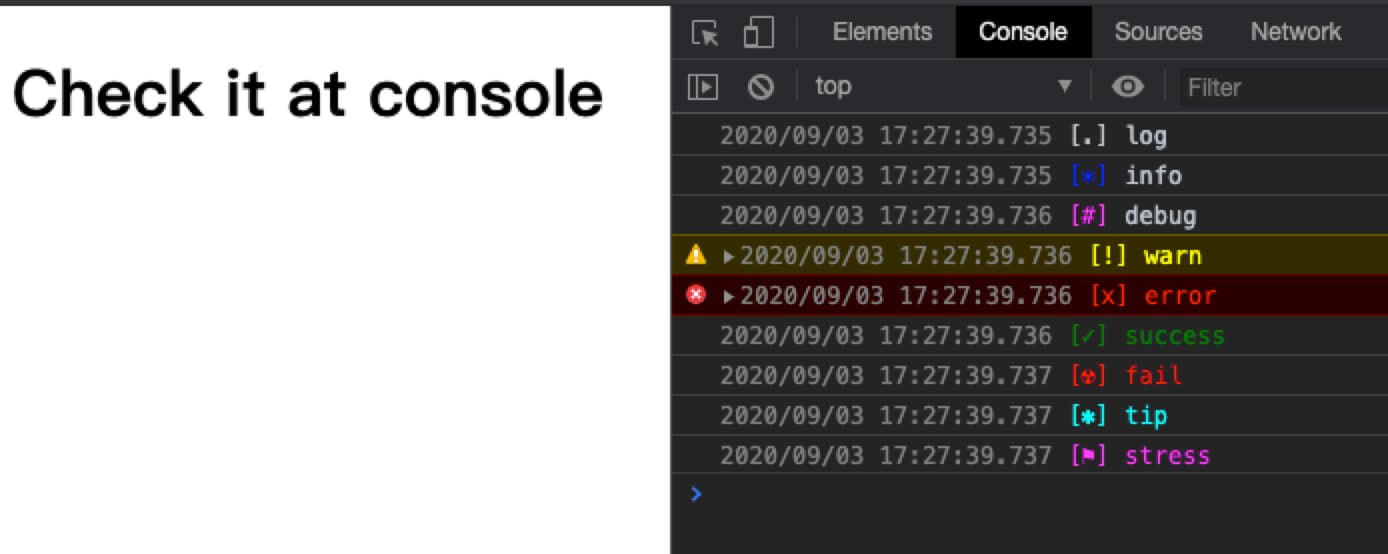 Check it at console
Elements Console Sources Network
top ▼ Filter
2020/09/03 17:27:39.735 [.] log
2020/09/03 17:27:39.735 [*] info
2020/09/03 17:27:39.736 [#] debug
2020/09/03 17:27:39.736 [!] warn
2020/09/03 17:27:39.736 [x] error
2020/09/03 17:27:39.736 [✓] success
2020/09/03 17:27:39.737 [☢] fail
2020/09/03 17:27:39.737 [✱] tip
2020/09/03 17:27:39.737 [⚑] stress